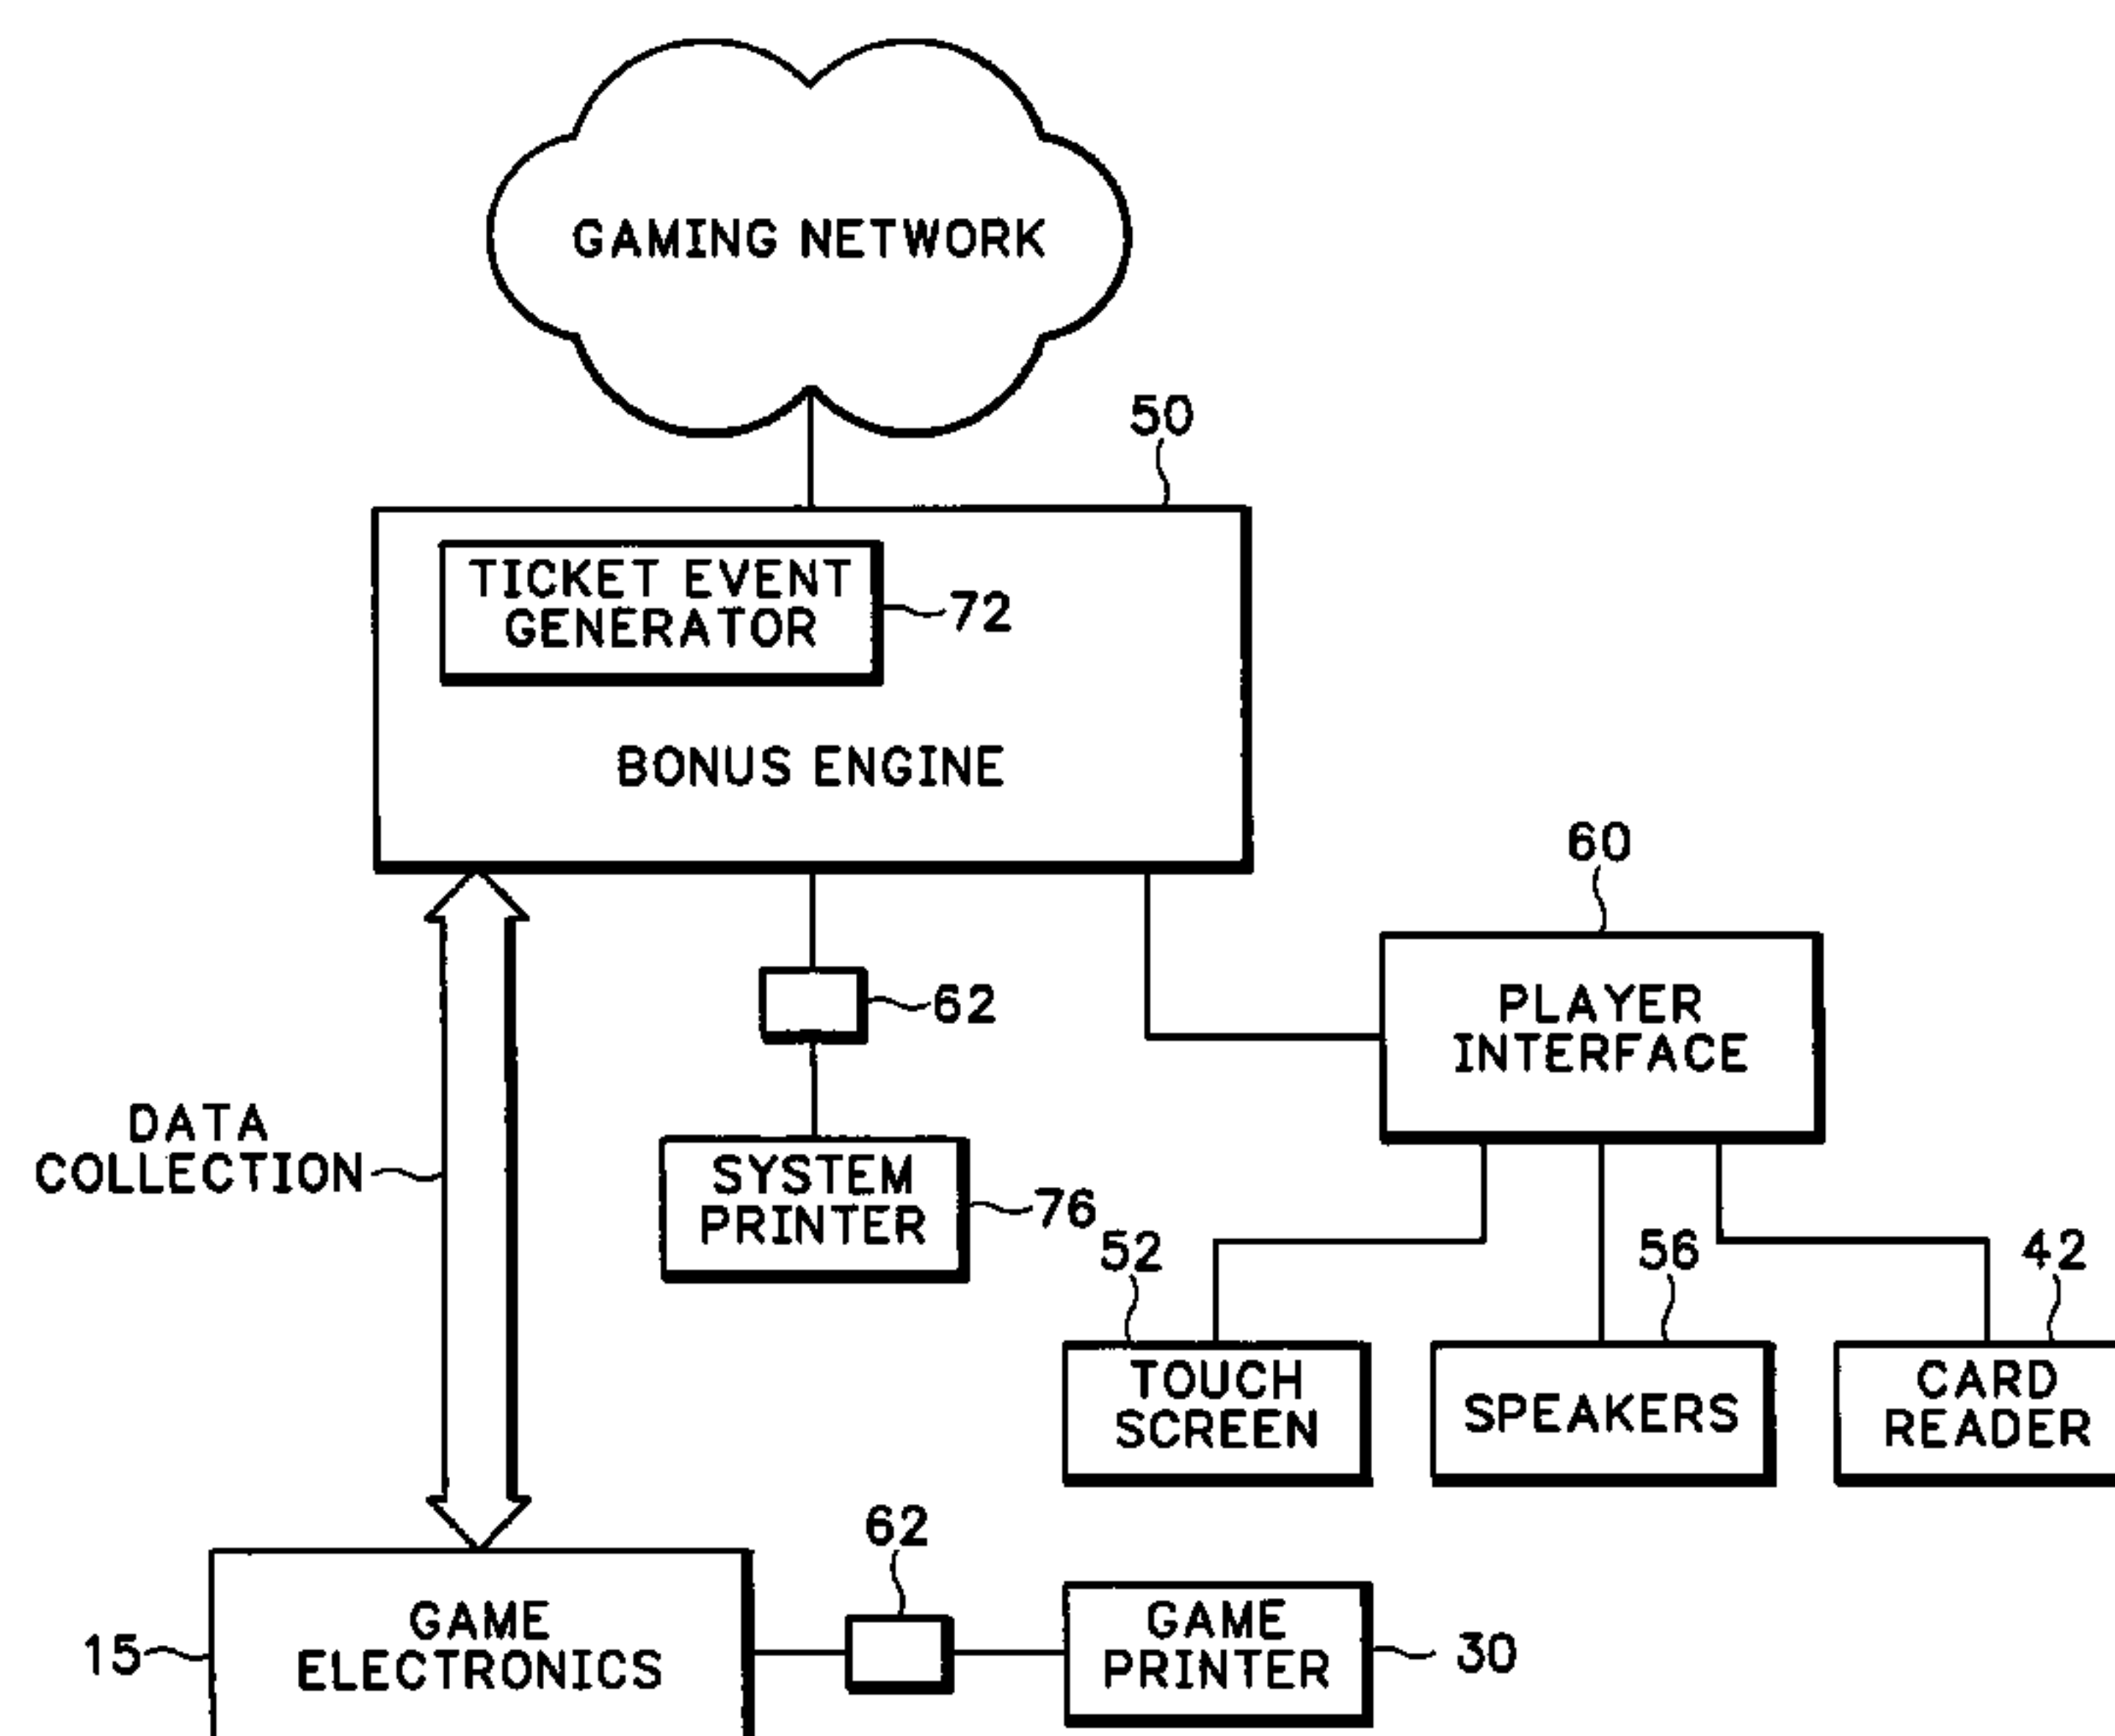 GAMING NETWORK
50
TICKET EVENT
GENERATOR
72
BONUS ENGINE
60
PLAYER
INTERFACE
62
DATA
COLLECTION
SYSTEM
PRINTER
76
52
56
42
TOUCH
SCREEN
SPEAKERS
CARD
READER
62
15
GAME
ELECTRONICS
GAME
PRINTER
30